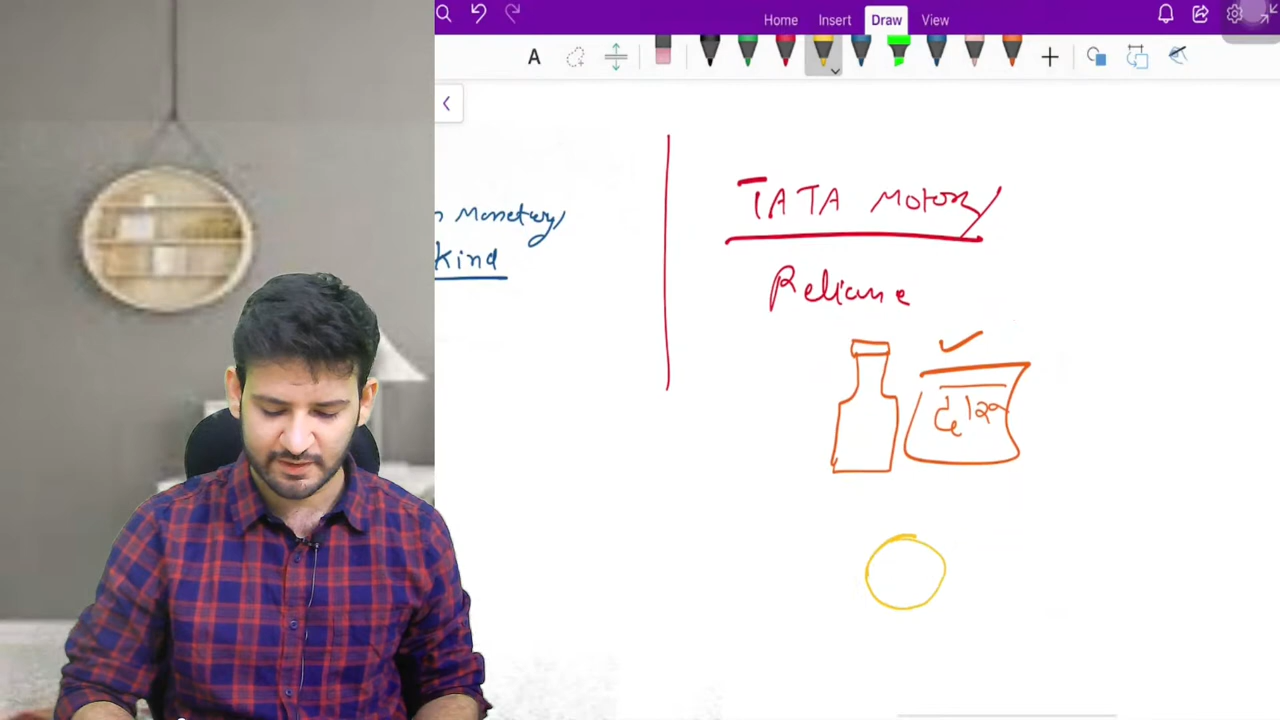 Home Insert Draw View
A
Monetary
Kind
TATA Motors
Reliance